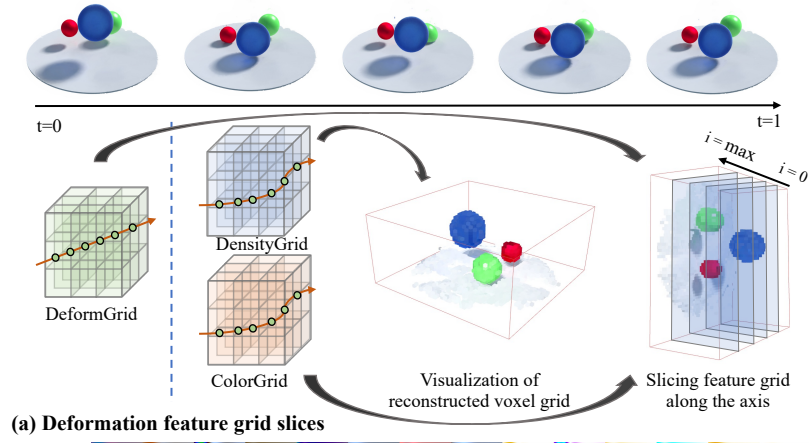 t=0
t=1
i = max
i = 0
DensityGrid
DeformGrid
ColorGrid
Visualization of
reconstructed voxel grid
Slicing feature grid
along the axis
(a) Deformation feature grid slices